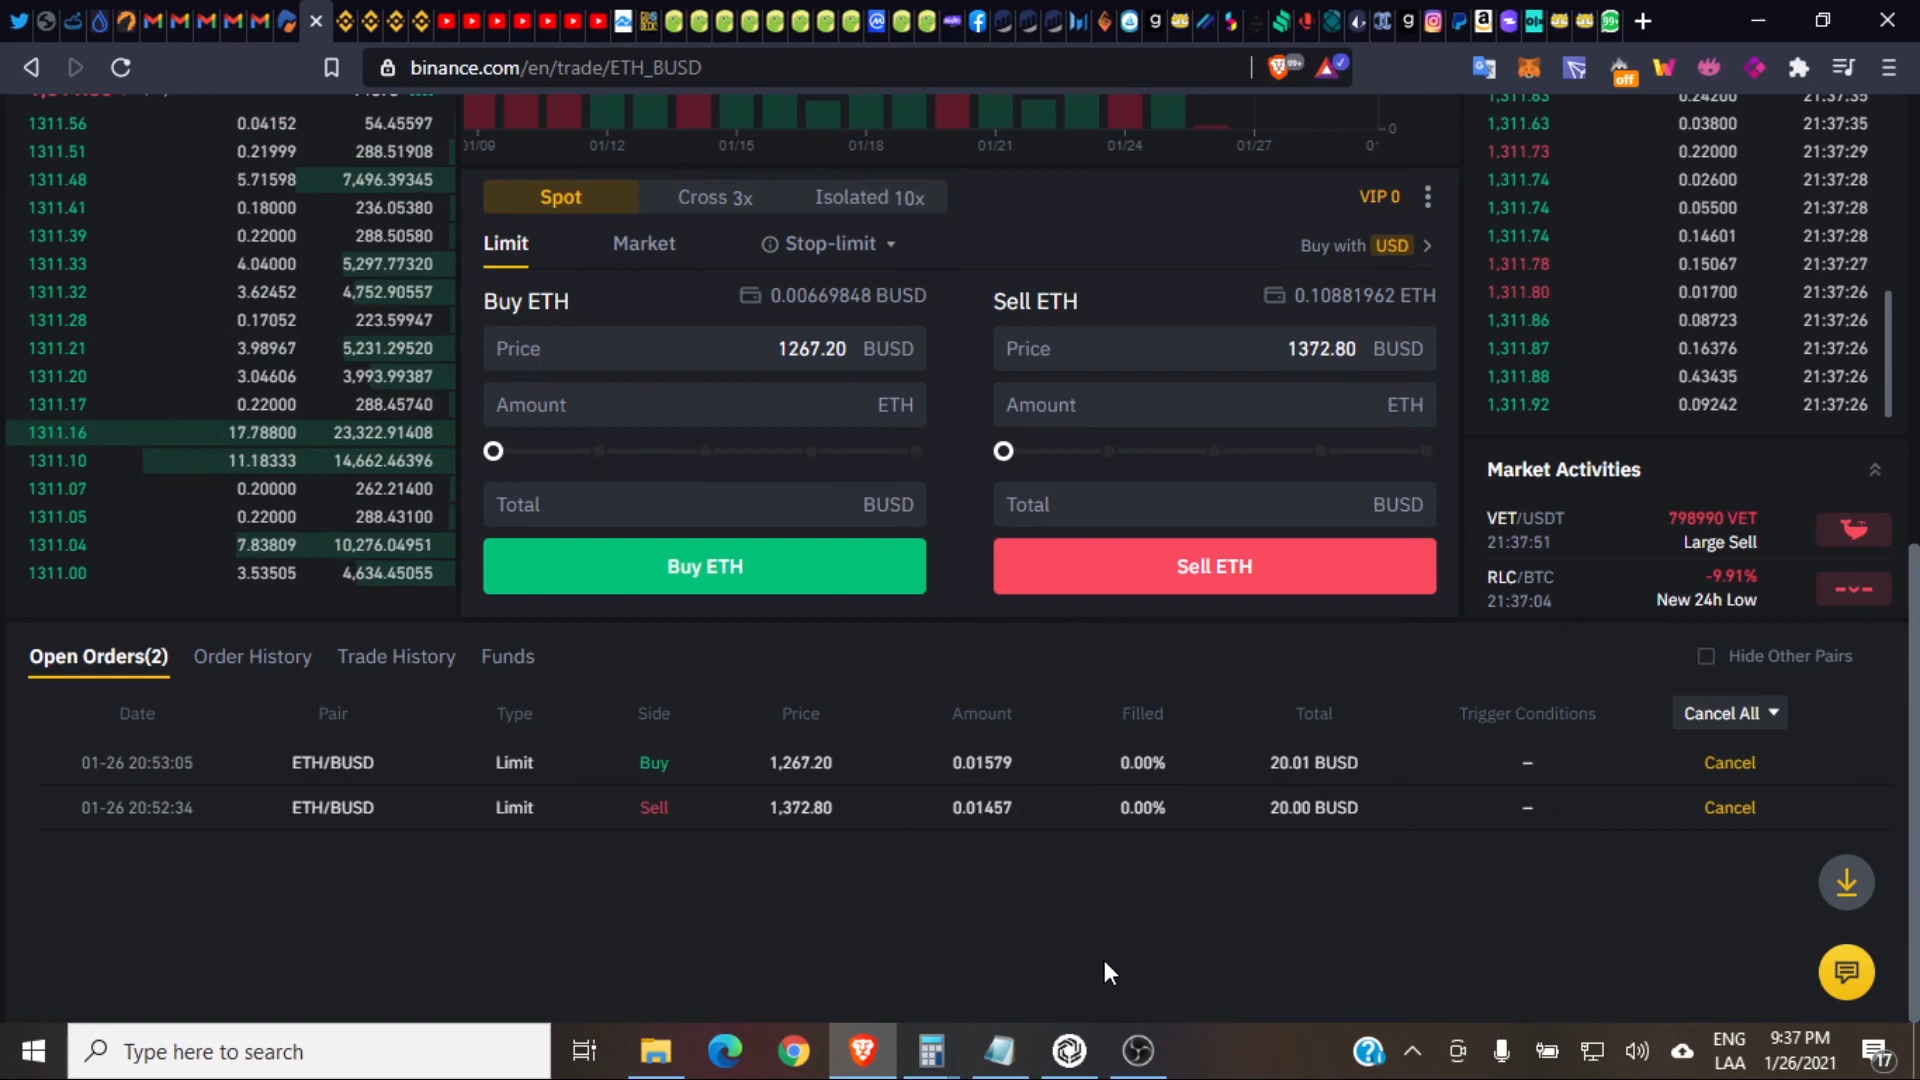 binance.com/en/trade/ETH_BUSD
off
1311.56 0.04152 54.45597
1311.51 0.21999 288.51908
1311.48 5.71598 7,496.39345
1311.41 0.18000 236.05380
1311.39 0.22000 288.50580
1311.33 4.04000 5,297.77320
1311.32 3.62452 4,752.90557
1311.28 0.17052 223.59947
1311.21 3.98967 5,231.29520
1311.20 3.04606 3,993.99387
1311.17 0.22000 288.45740
1311.16 17.78800 23,322.91408
1311.10 11.18333 14,662.46396
1311.07 0.20000 262.21400
1311.05 0.22000 288.43100
1311.04 7.83809 10,276.04951
1311.00 3.53505 4,634.45055
0
01/09 01/12 01/15 01/18 01/21 01/24 01/27
Spot Cross 3x Isolated 10x VIP 0
Limit Market Stop-limit Buy with USD
Buy ETH 0.00669848 BUSD
Price 1267.20 BUSD
Amount ETH
Total BUSD
Buy ETH
Sell ETH 0.10881962 ETH
Price 1372.80 BUSD
Amount ETH
Total BUSD
Sell ETH
1,311.63 0.24200 21:37:35
1,311.63 0.03800 21:37:35
1,311.73 0.22000 21:37:29
1,311.74 0.02600 21:37:28
1,311.74 0.05500 21:37:28
1,311.74 0.14601 21:37:28
1,311.78 0.15067 21:37:27
1,311.80 0.01700 21:37:26
1,311.86 0.08723 21:37:26
1,311.87 0.16376 21:37:26
1,311.88 0.43435 21:37:26
1,311.92 0.09242 21:37:26
Market Activities
VET/USDT 798990 VET
21:37:51 Large Sell
RLC/BTC -9.91%
21:37:04 New 24h Low
Open Orders(2) Order History Trade History Funds Hide Other Pairs
Date Pair Type Side Price Amount Filled Total Trigger Conditions Cancel All
01-26 20:53:05 ETH/BUSD Limit Buy 1,267.20 0.01579 0.00% 20.01 BUSD – Cancel
01-26 20:52:34 ETH/BUSD Limit Sell 1,372.80 0.01457 0.00% 20.00 BUSD – Cancel
Type here to search
ENG
LAA
9:37 PM
1/26/2021
17